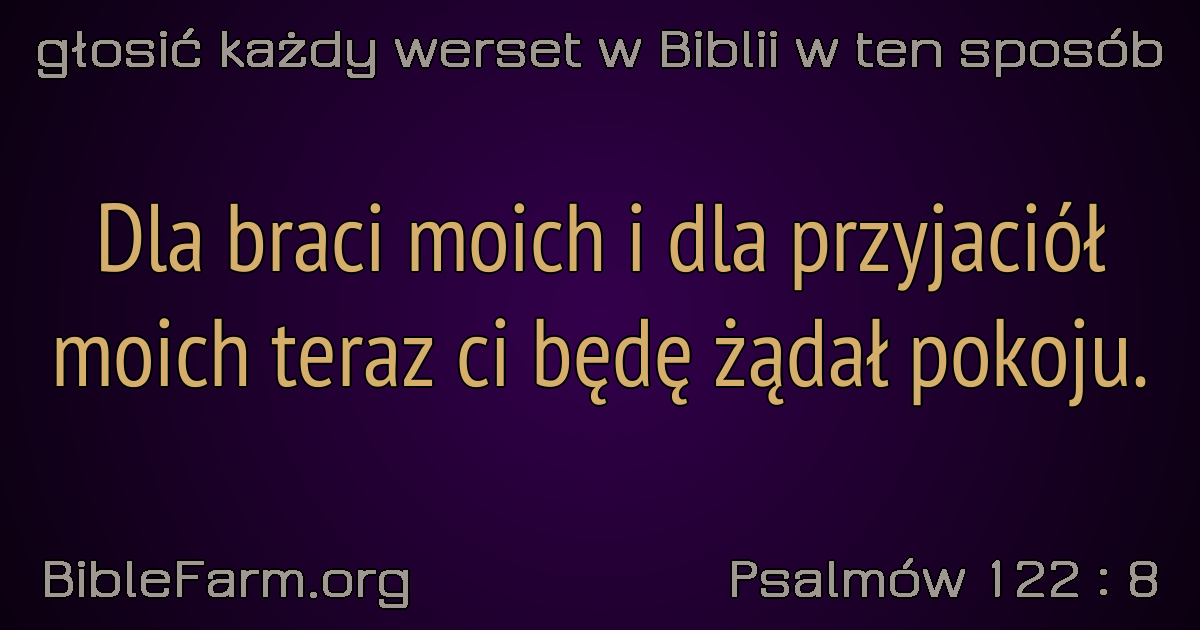 głosić każdy werset w Biblii w ten sposób
Dla braci moich i dla przyjaciół
moich teraz ci będę żądał pokoju.
BibleFarm.org
Psalmów 122 : 8